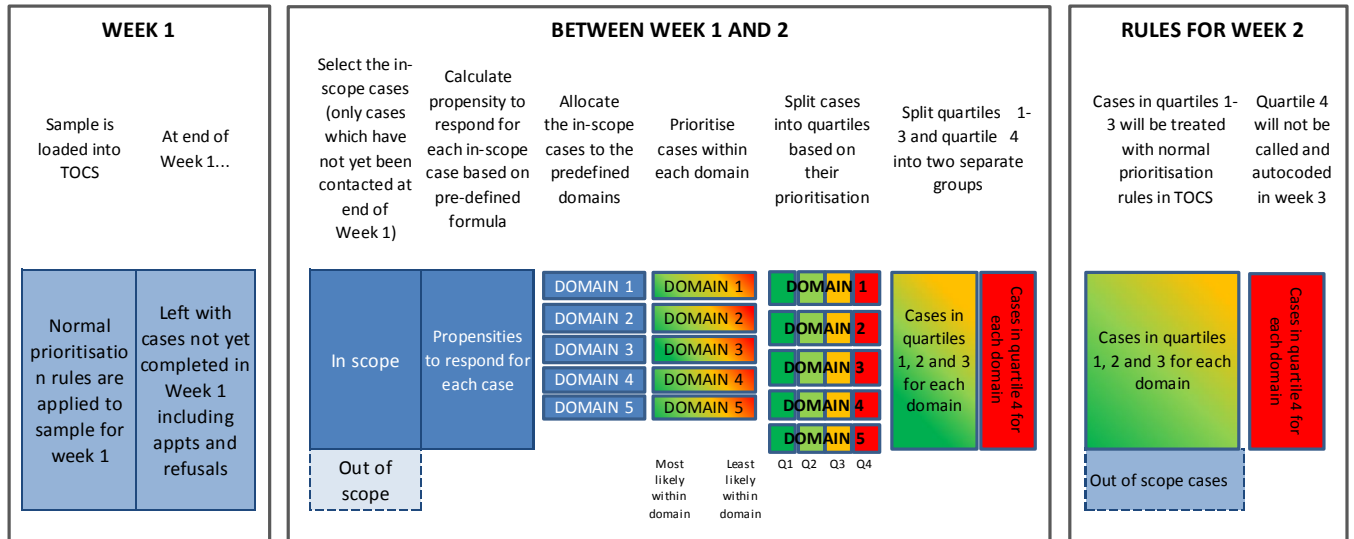 WEEK 1
Sample is
loaded into
TOCS
At end of
Week 1...
Normal
prioritisatio
n rules are
applied to
sample for
week 1
Left with
cases not yet
completed in
Week 1
including
appts and
refusals
BETWEEN WEEK 1 AND 2
Select the in-
scope cases
(only cases
which have
not yet been
contacted at
end of
Week 1)
Calculate
propensity to
respond for
each in-scope
case based on
pre-defined
formula
Allocate
the in-scope
cases to the
predefined
domains
Prioritise
cases within
each domain
Split cases
into quartiles
based on
their
prioritisation
Split quartiles 1-
3 and quartile 4
into two separate
groups
In scope
Out of
scope
Propensities
to respond for
each case
DOMAIN 1
DOMAIN 2
DOMAIN 3
DOMAIN 4
DOMAIN 5
DOMAIN 1
DOMAIN 2
DOMAIN 3
DOMAIN 4
DOMAIN 5
Most
likely
within
domain
Least
likely
within
domain
DOMAIN 1
DOMAIN 2
DOMAIN 3
DOMAIN 4
DOMAIN 5
Q1 Q2 Q3 Q4
Cases in
quartiles
1, 2 and 3
for each
domain
Cases in quartile 4 for
each domain
RULES FOR WEEK 2
Cases in quartiles 1-
3 will be treated
with normal
prioritisation
rules in TOCS
Quartile 4
will not be
called and
autocoded
in week 3
Cases in quartiles
1, 2 and 3 for each
domain
Out of scope cases
Cases in quartile 4 for
each domain